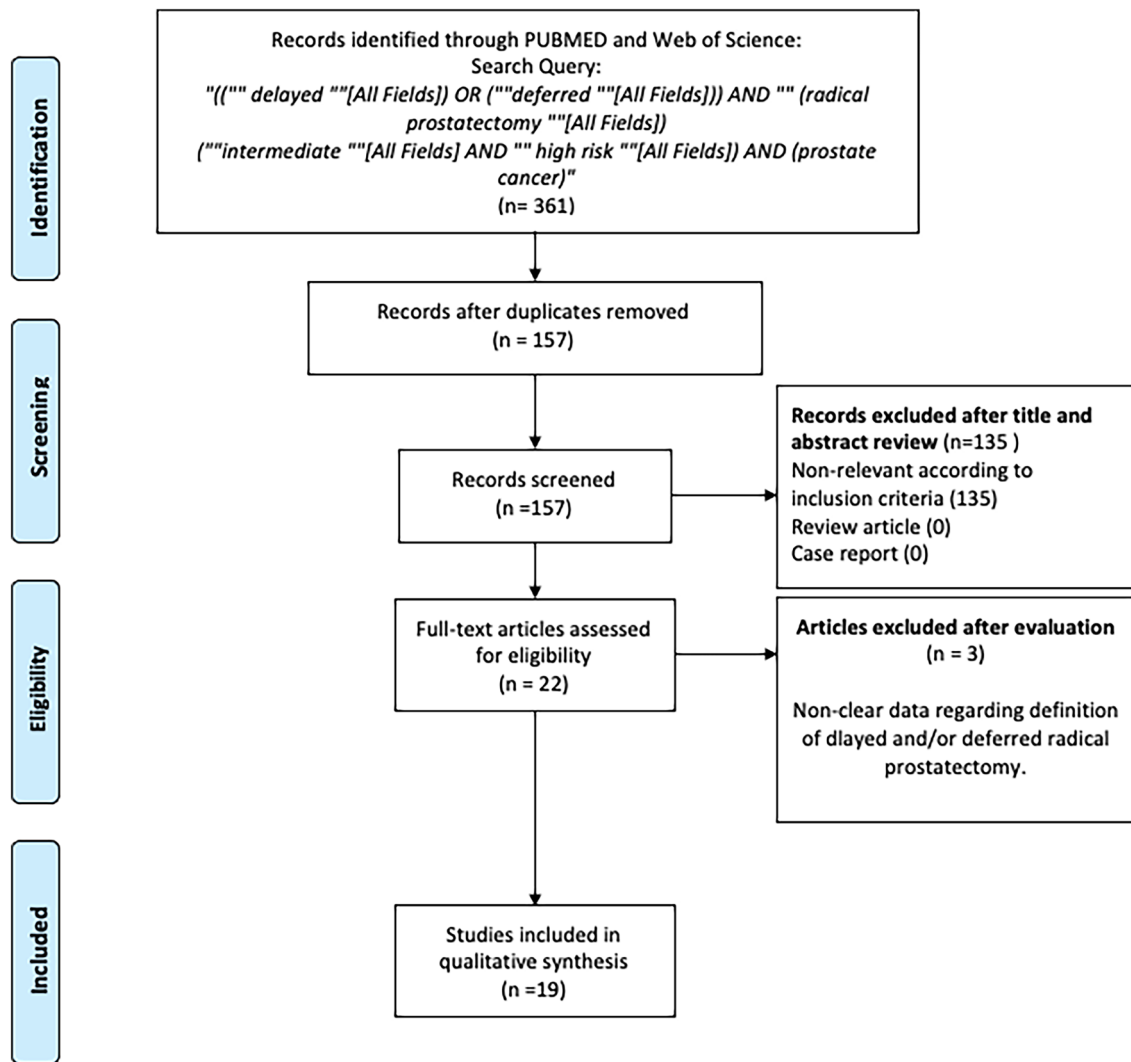 Identification
Records identified through PUBMED and Web of Science:
Search Query:
"(("" delayed ""[All Fields]) OR (""deferred ""[All Fields])) AND "" (radical
prostatectomy ""[All Fields])
(""intermediate ""[All Fields] AND "" high risk ""[All Fields]) AND (prostate
cancer)"
(n= 361)
Screening
Records after duplicates removed
(n = 157)
Records screened
(n =157)
Records excluded after title and
abstract review (n=135 )
Non-relevant according to
inclusion criteria (135)
Review article (0)
Case report (0)
Eligibility
Full-text articles assessed
for eligibility
(n = 22)
Articles excluded after evaluation
(n = 3)
Non-clear data regarding definition
of dlayed and/or deferred radical
prostatectomy.
Included
Studies included in
qualitative synthesis
(n =19)